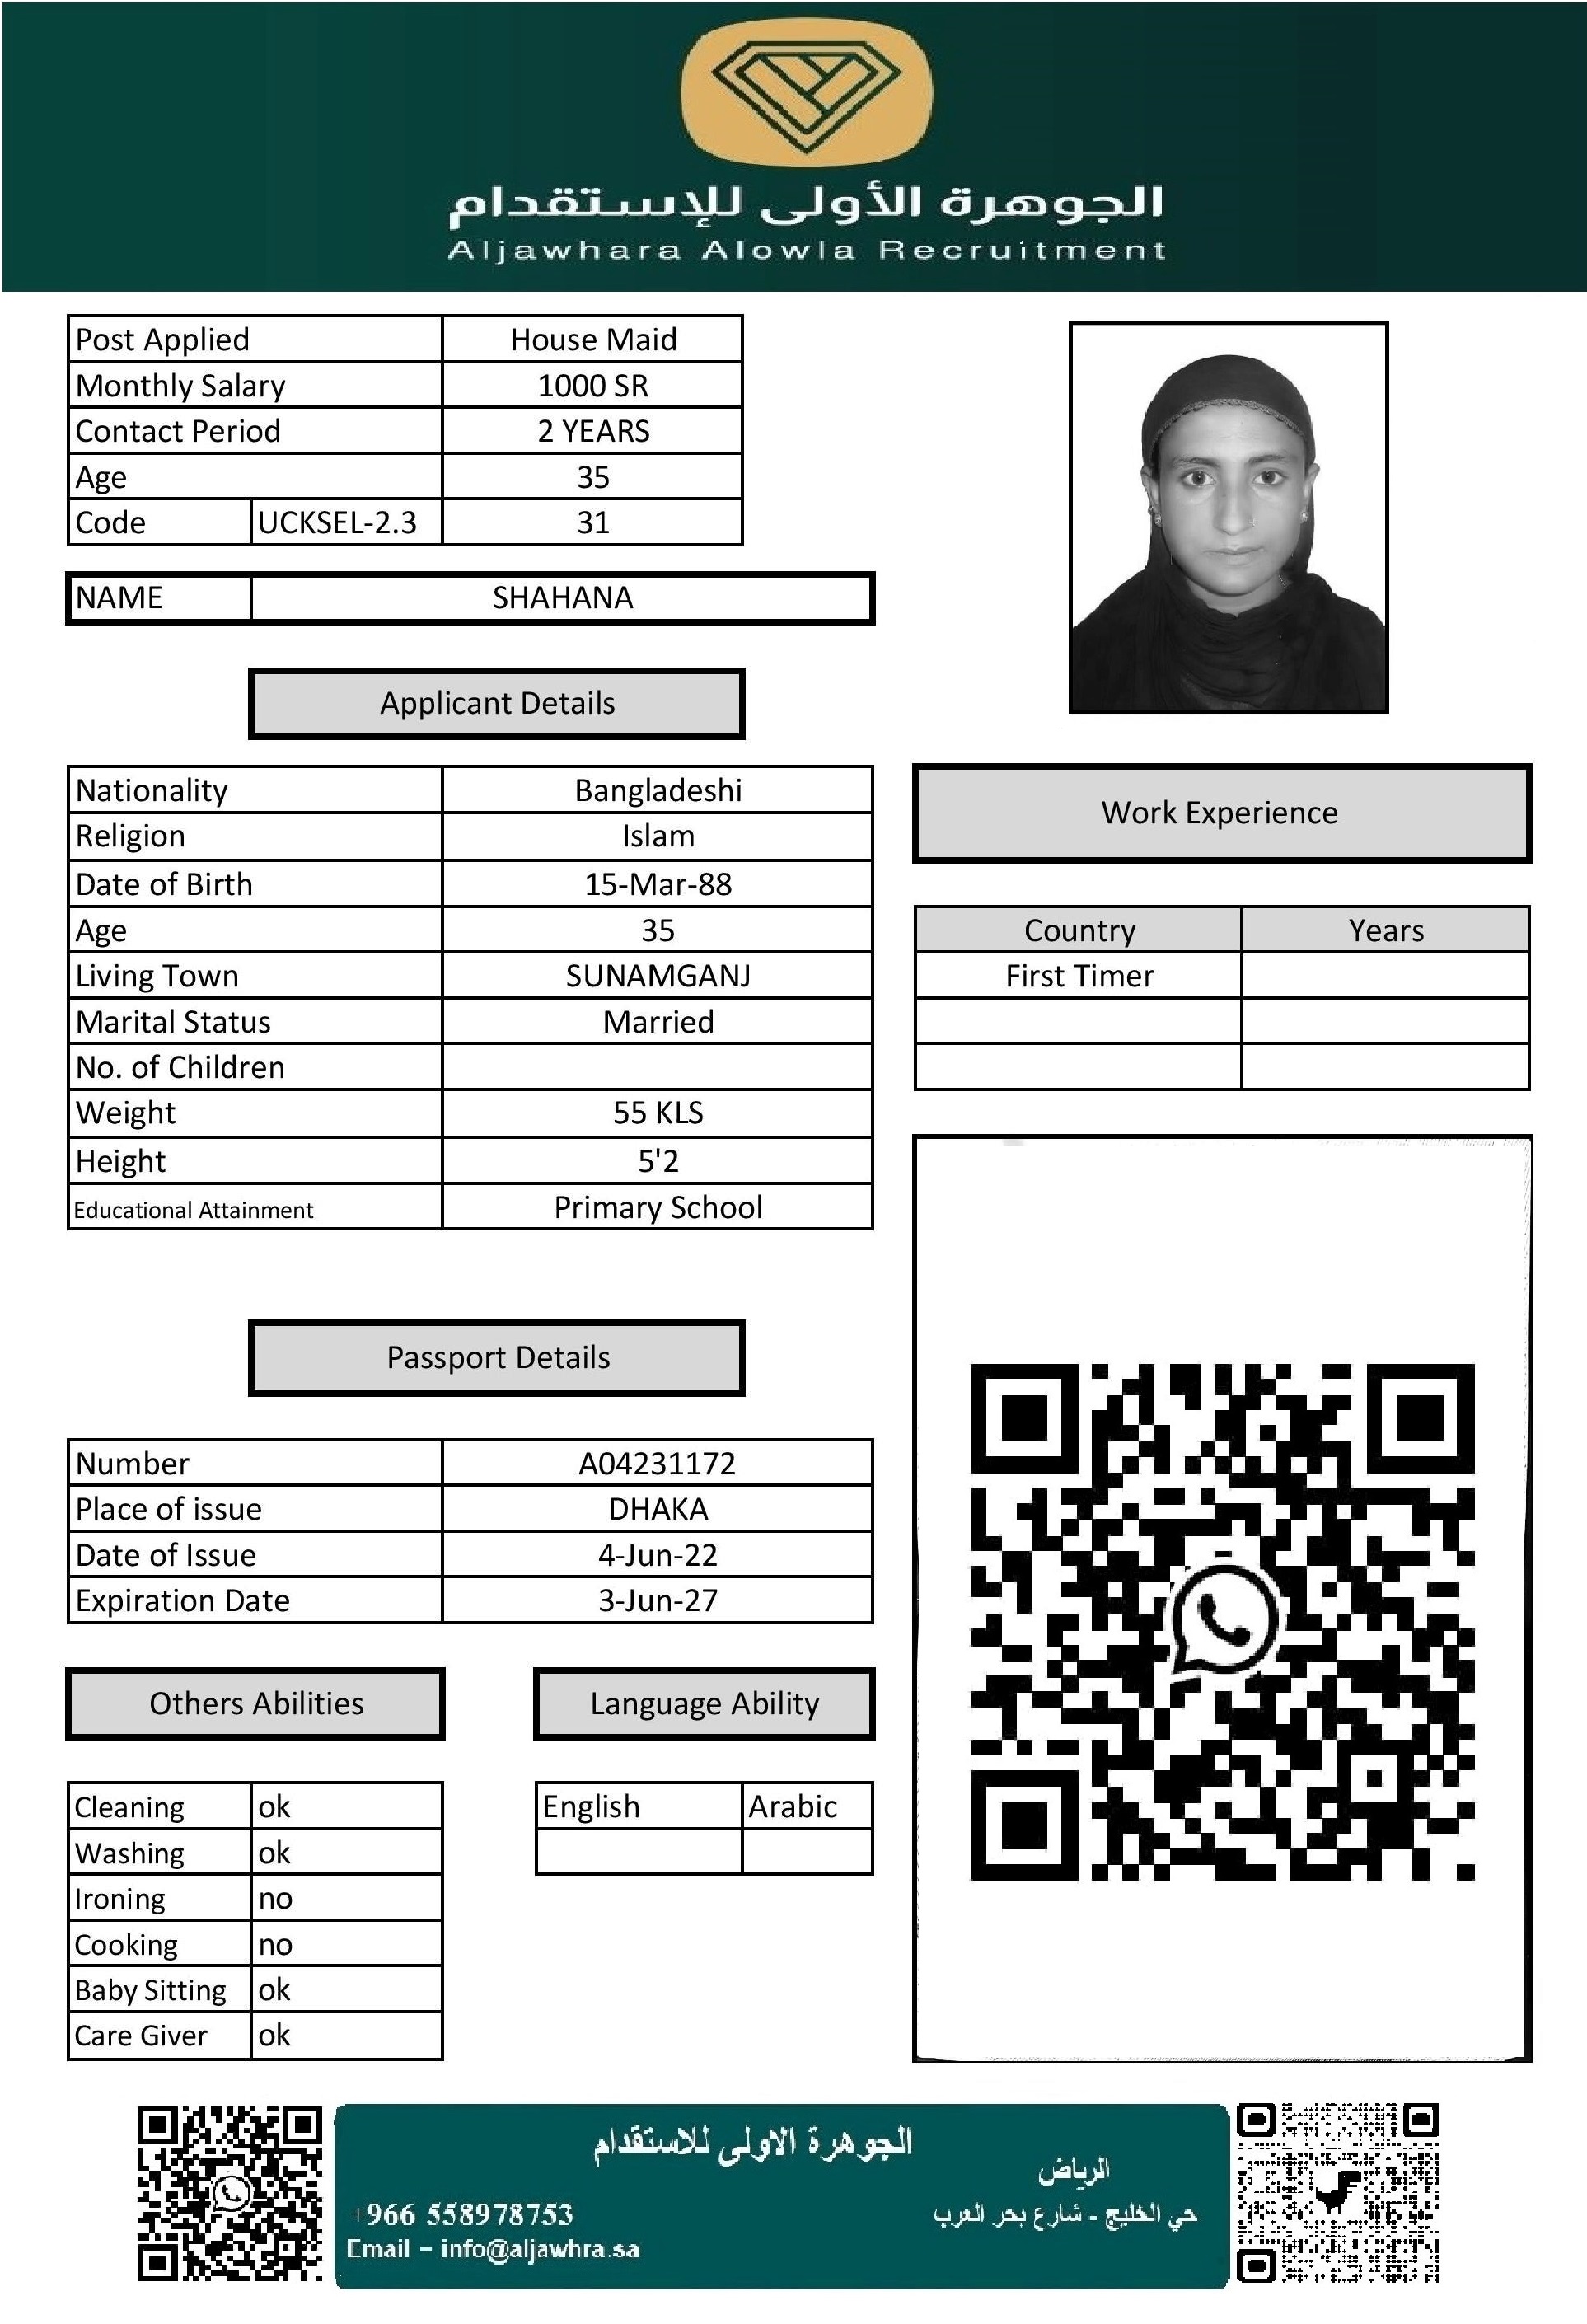 الجوهرة الأولى للإستقدام
Aljawhara Alowla Recruitment
Post Applied House Maid
Monthly Salary 1000 SR
Contact Period 2 YEARS
Age 35
Code UCKSEL-2.3 31
NAME SHAHANA
Applicant Details
Nationality Bangladeshi
Religion Islam
Date of Birth 15-Mar-88
Age 35
Living Town SUNAMGANJ
Marital Status Married
No. of Children
Weight 55 KLS
Height 5'2
Educational Attainment Primary School
Work Experience
Country Years
First Timer
Passport Details
Number A04231172
Place of issue DHAKA
Date of Issue 4-Jun-22
Expiration Date 3-Jun-27
Others Abilities
Cleaning ok
Washing ok
Ironing no
Cooking no
Baby Sitting ok
Care Giver ok
Language Ability
English Arabic
الجوهرة الاولى للاستقدام
الرياض
حي الخليج - شارع بحر العرب
+966 558978753
Email – info@aljawhra.sa